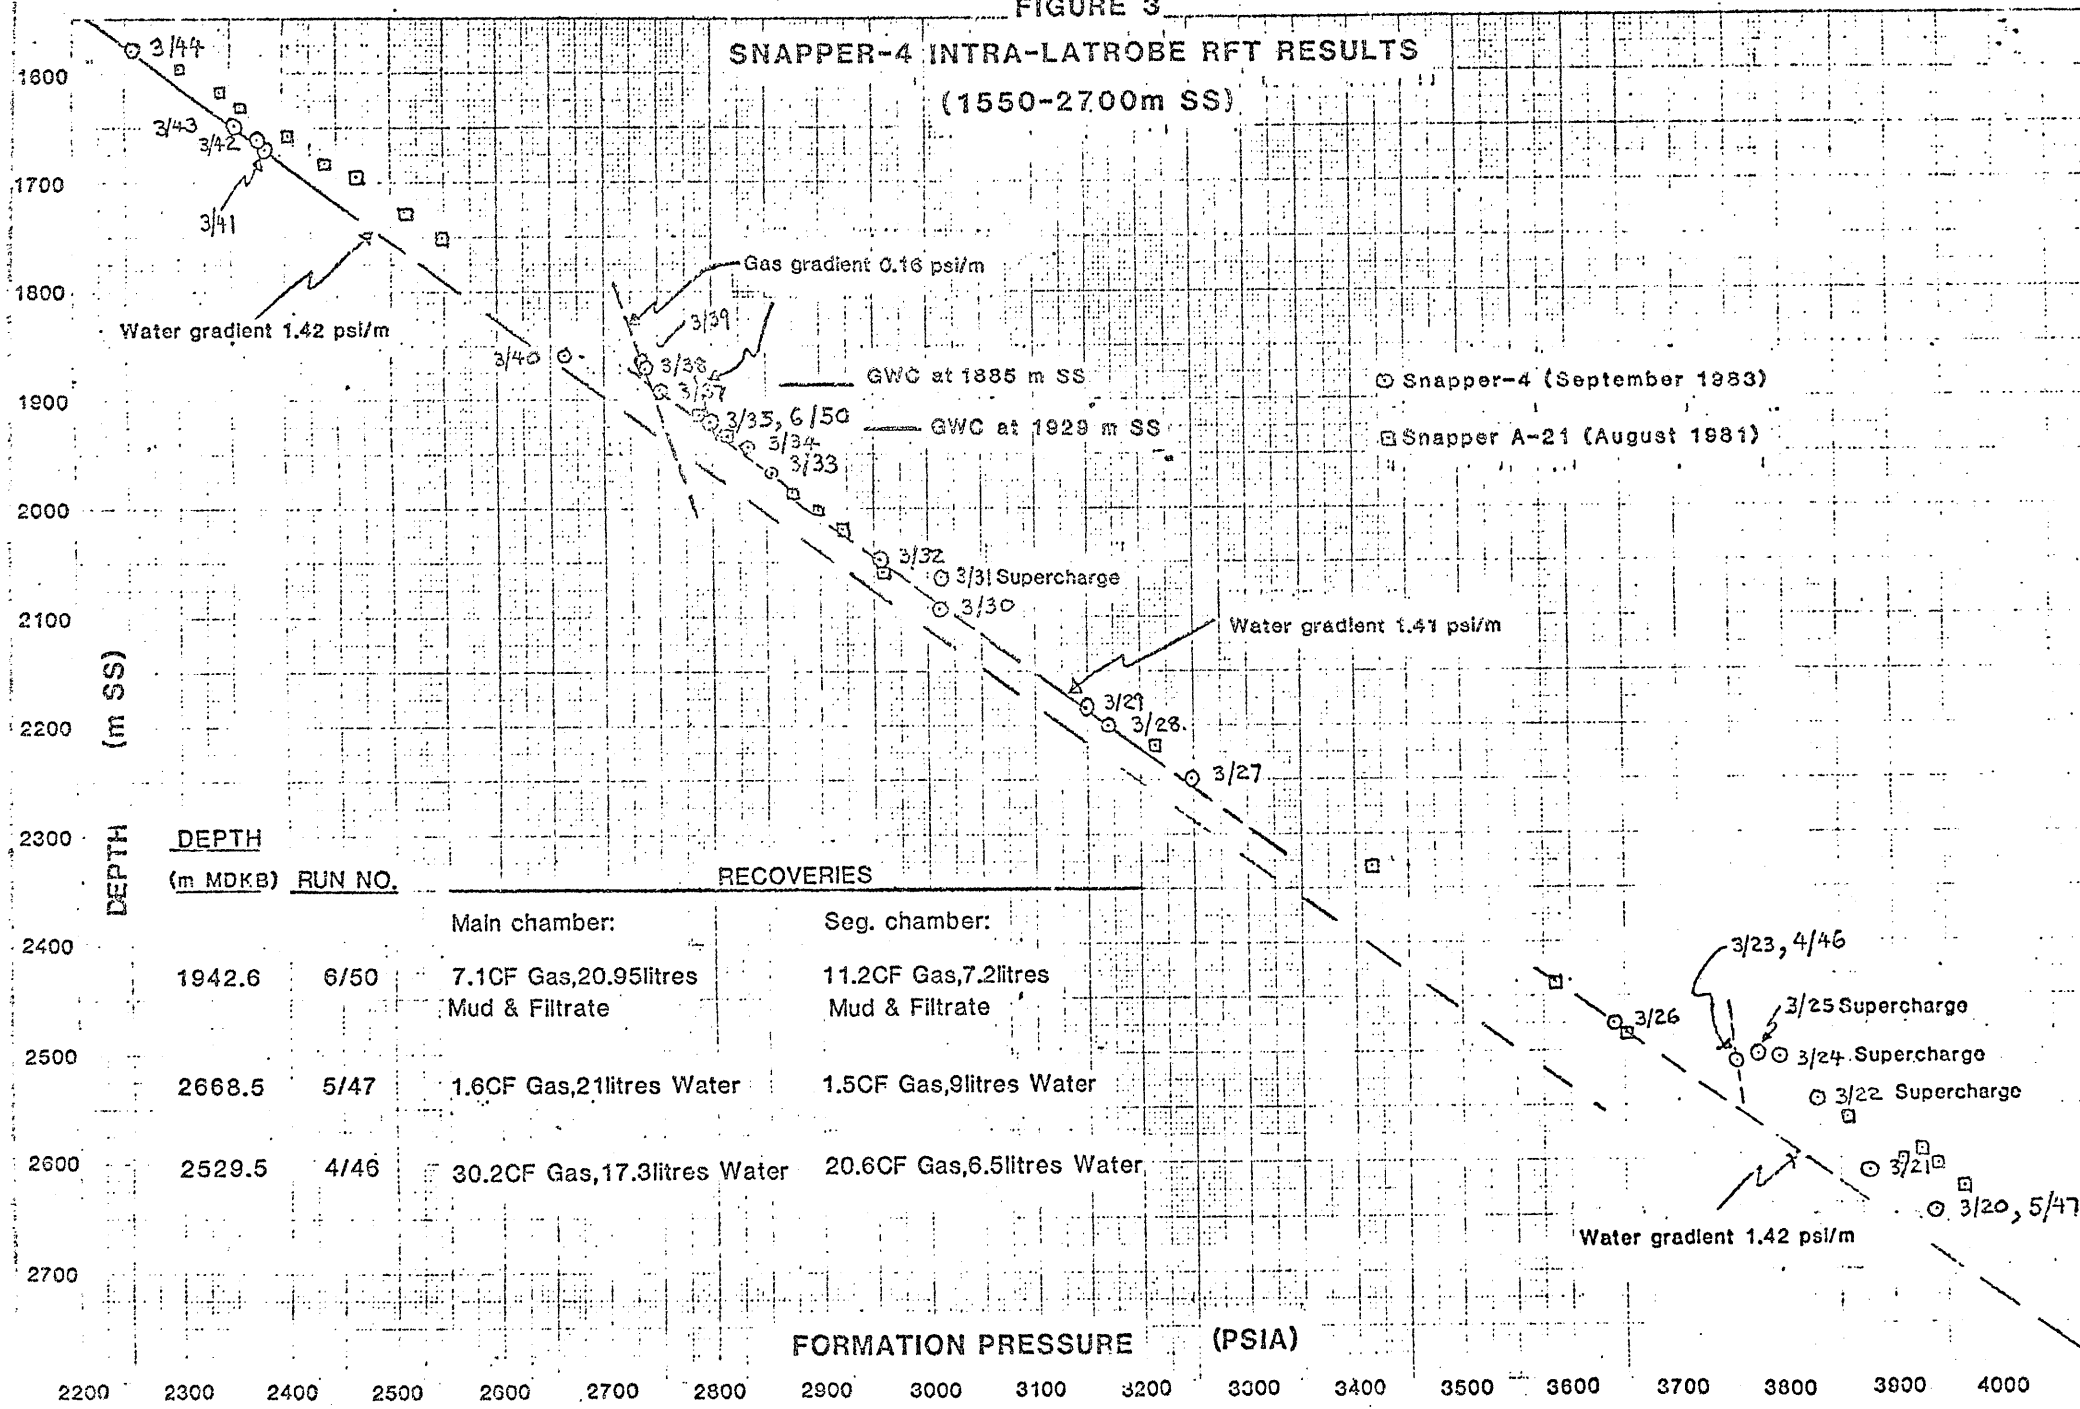 FIGURE 3
SNAPPER-4 INTRA-LATROBE RFT RESULTS
(1550-2700m SS)
1600
1700
1800
1900
2000
2100
2200
2300
2400
2500
2600
2700
DEPTH (m SS)
3/44
3/43
3/42
3/41
Water gradient 1.42 psi/m
Gas gradient 0.16 psi/m
3/39
3/40
3/38
3/37
3/35, 6/50
3/34
3/33
GWC at 1885 m SS
GWC at 1929 m SS
Snapper-4 (September 1983)
Snapper A-21 (August 1981)
3/32
3/31 Supercharge
3/30
Water gradient 1.41 psi/m
3/29
3/28
3/27
3/23, 4/46
3/25 Supercharge
3/26
3/24 Supercharge
3/22 Supercharge
3/21
3/20, 5/47
Water gradient 1.42 psi/m
DEPTH
(m MDKB) RUN NO. RECOVERIES
Main chamber: Seg. chamber:
1942.6 6/50 7.1CF Gas,20.95litres 11.2CF Gas,7.2litres
Mud & Filtrate Mud & Filtrate
2668.5 5/47 1.6CF Gas,21litres Water 1.5CF Gas,9litres Water
2529.5 4/46 30.2CF Gas,17.3litres Water 20.6CF Gas,6.5litres Water
FORMATION PRESSURE (PSIA)
2200 2300 2400 2500 2600 2700 2800 2900 3000 3100 3200 3300 3400 3500 3600 3700 3800 3900 4000